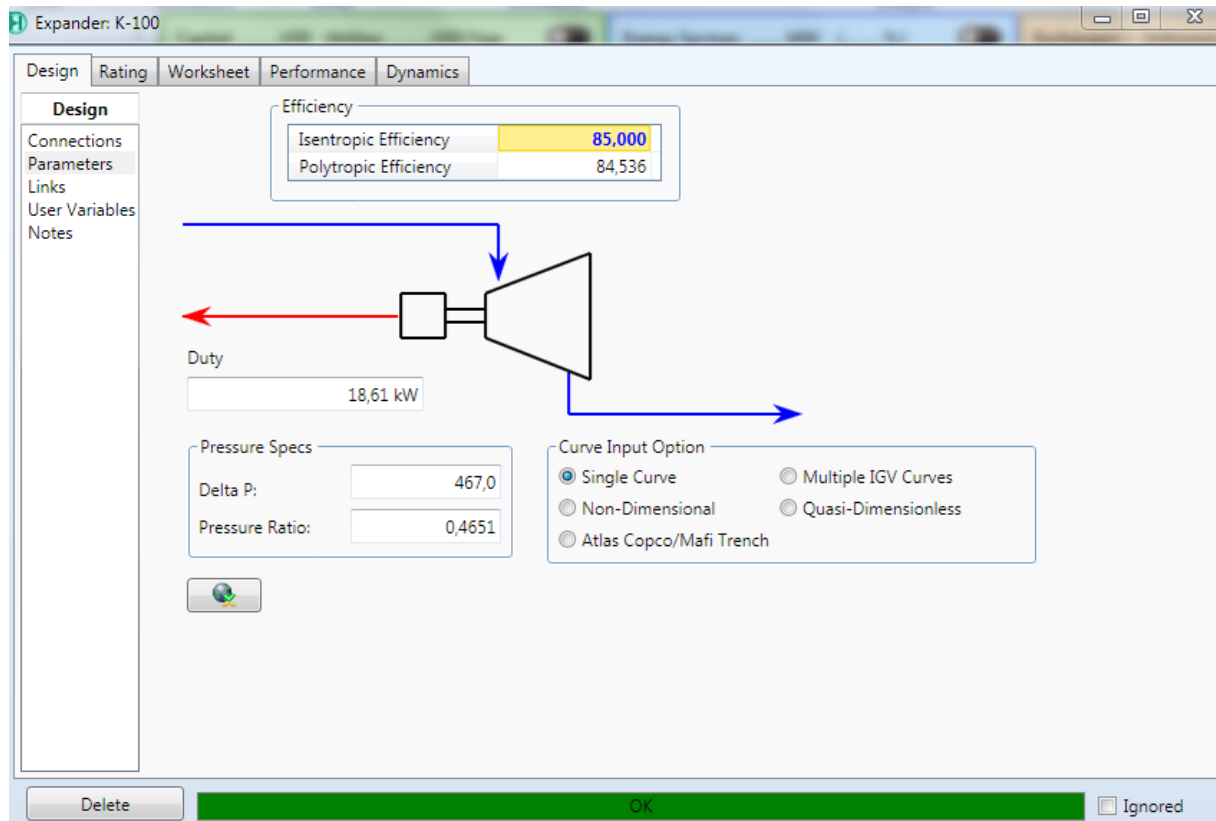 Expander: K-100
Design Rating Worksheet Performance Dynamics
Design
Connections
Parameters
Links
User Variables
Notes
Efficiency
Isentropic Efficiency 85,000
Polytropic Efficiency 84,536
Duty
18,61 kW
Pressure Specs
Delta P: 467,0
Pressure Ratio: 0,4651
Curve Input Option
Single Curve Multiple IGV Curves
Non-Dimensional Quasi-Dimensionless
Atlas Copco/Mafi Trench
Delete OK Ignored